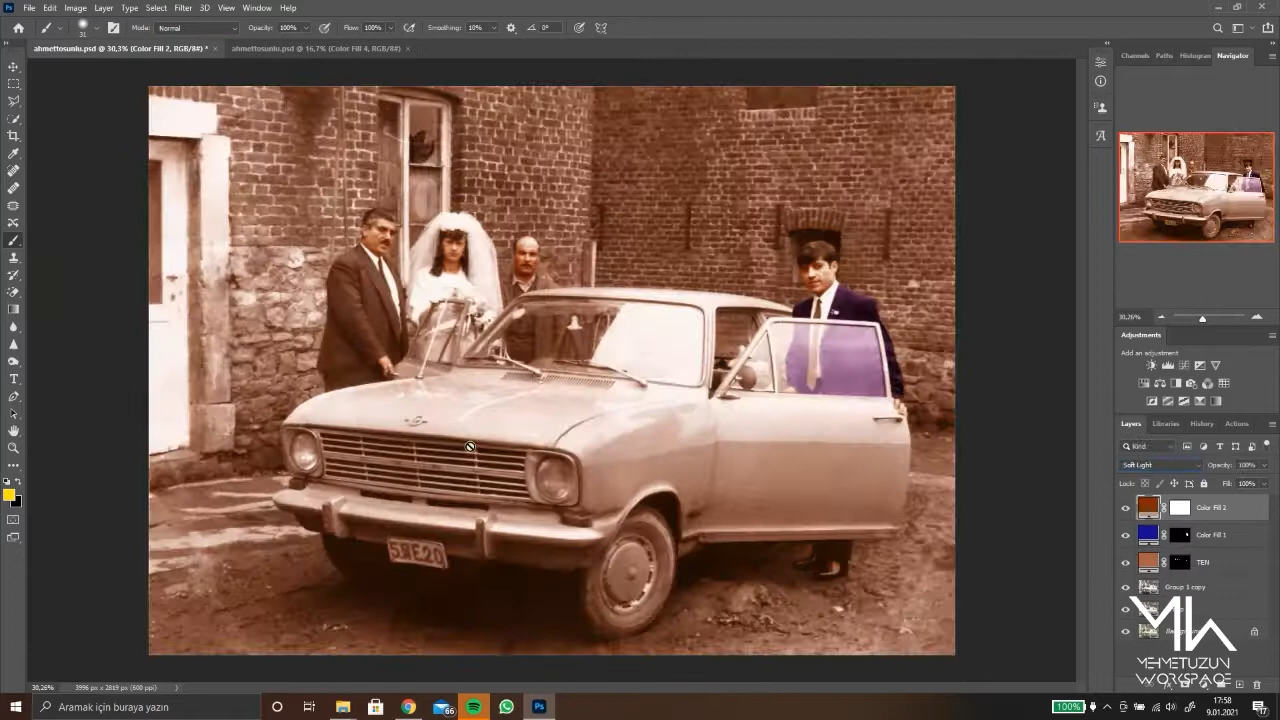 File Edit Image Layer Type Select Filter 3D View Window Help
31 Mode: Normal Opacity: 100% Flow: 100% Smoothing: 10% 0°
ahmettosunlu.psd @ 30,3% (Color Fill 2, RGB/8#) * × ahmettosunlu.psd @ 16,7% (Color Fill 4, RGB/8#) ×
Channels Paths Histogram Navigator
30,26%
Adjustments
Add an adjustment
Layers Libraries History Actions
Kind
Soft Light Opacity: 100%
Lock: Fill: 100%
Color Fill 2
Color Fill 1
TEN
Group 1 copy
MEHMETUZUN
WORKSPACE
30,26% 3996 px x 2819 px (600 ppi)
Aramak için buraya yazın
66
100%
17:58
9.01.2021
17